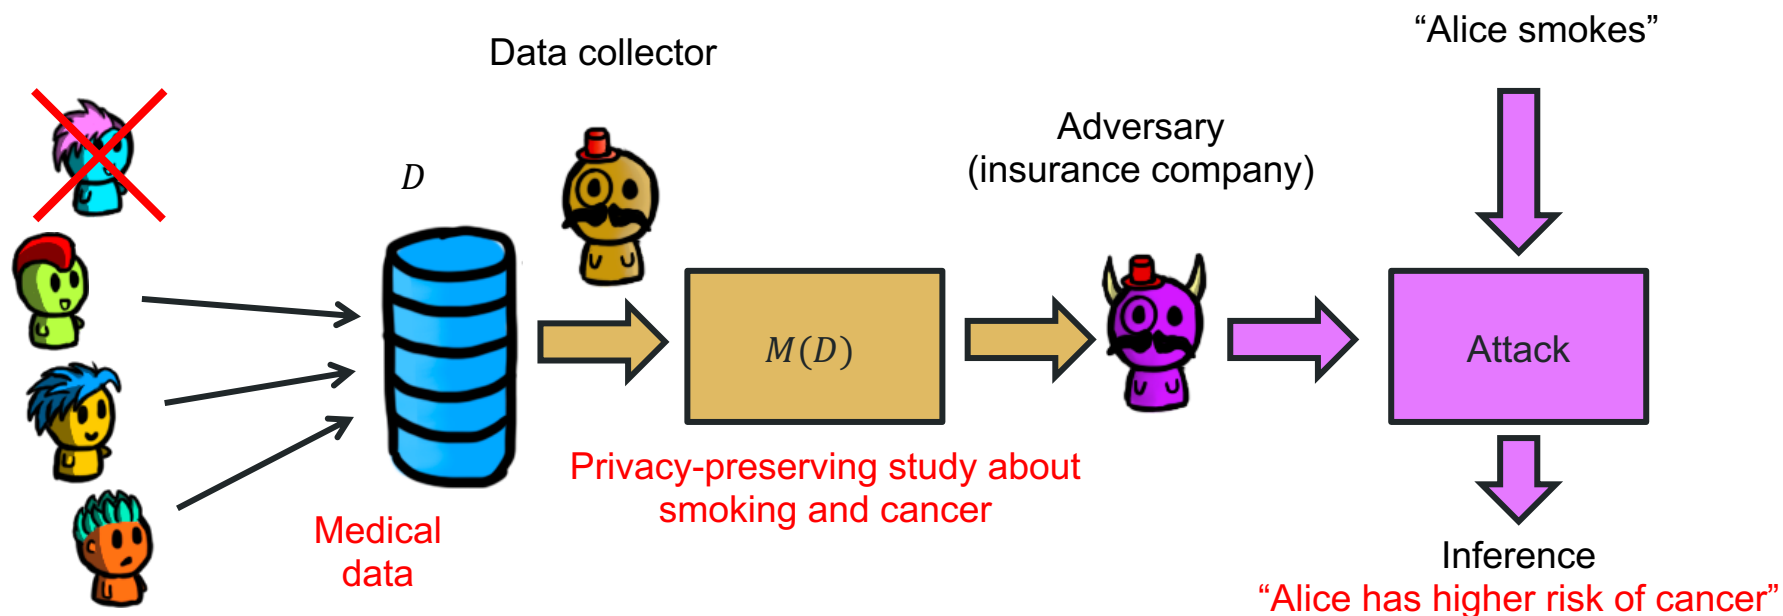 Data collector
“Alice smokes”
Adversary
(insurance company)
D
M(D)
Attack
Privacy-preserving study about
smoking and cancer
Medical
data
Inference
“Alice has higher risk of cancer”